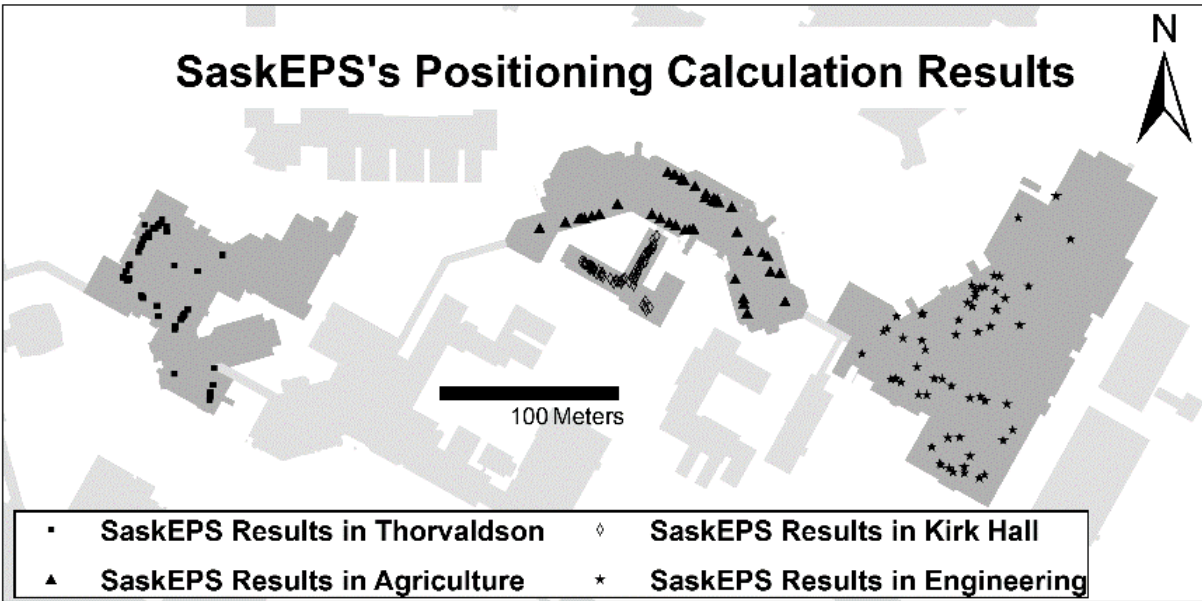 N
SaskEPS's Positioning Calculation Results
100 Meters
SaskEPS Results in Thorvaldson
SaskEPS Results in Kirk Hall
SaskEPS Results in Agriculture
SaskEPS Results in Engineering